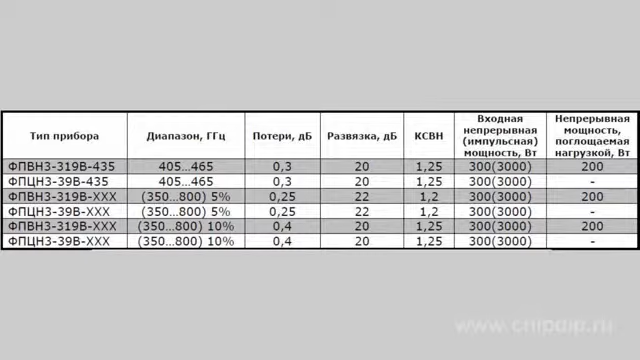 Тип прибора Диапазон, ГГц Потери, дБ Развязка, дБ КСВН Входная непрерывная (импульсная) мощность, Вт Непрерывная мощность, поглощаемая нагрузкой, Вт
ФПВН3-319В-435 405...465 0,3 20 1,25 300(3000) 200
ФПЦН3-39В-435 405...465 0,3 20 1,25 300(3000) -
ФПВН3-319В-ХХХ (350...800) 5% 0,25 22 1,2 300(3000) 200
ФПЦН3-39В-ХХХ (350...800) 5% 0,25 22 1,2 300(3000) -
ФПВН3-319В-ХХХ (350...800) 10% 0,4 20 1,25 300(3000) 200
ФПЦН3-39В-ХХХ (350...800) 10% 0,4 20 1,25 300(3000) -
www.chipdip.ru